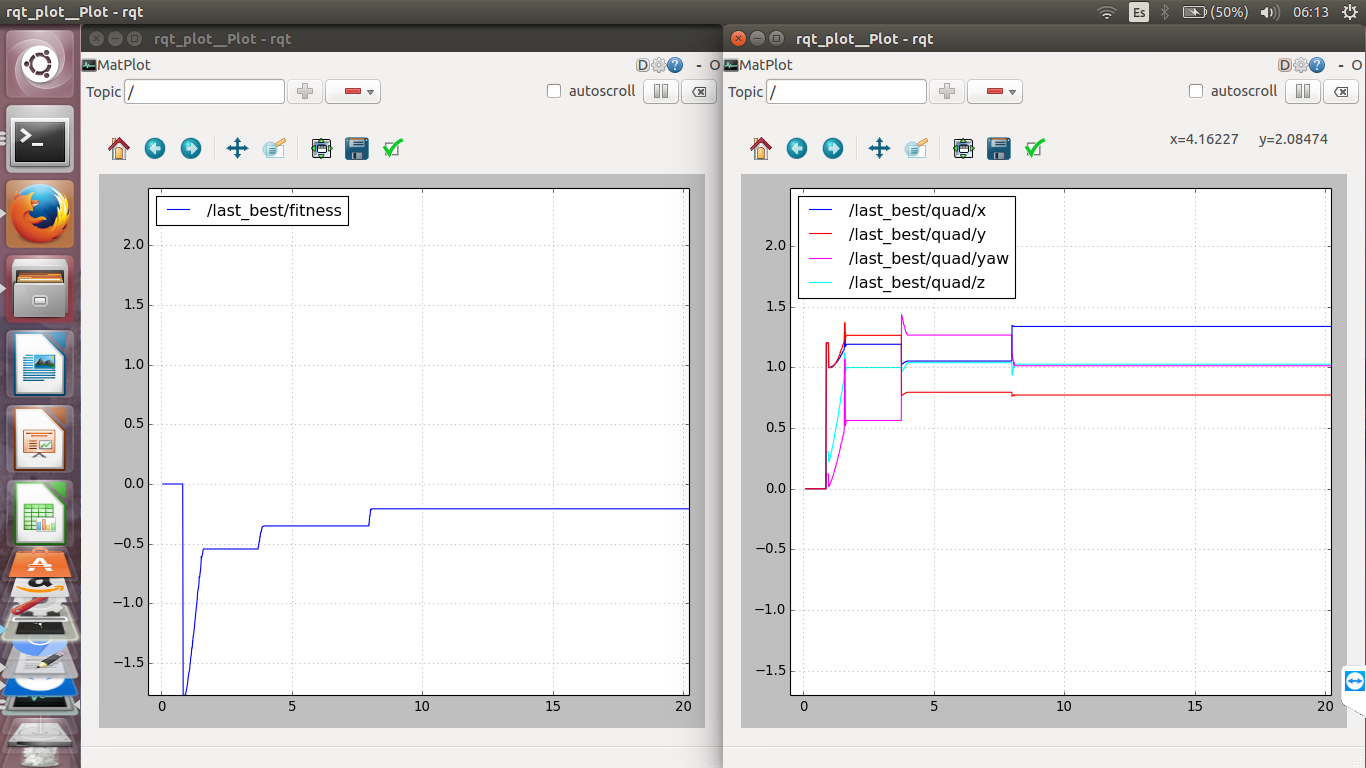 rqt_plot__Plot - rqt
Es
(50%)
06:13
rqt_plot__Plot - rqt
MatPlot
D
?
- O
Topic
/
autoscroll
/last_best/fitness
2.0
1.5
1.0
0.5
0.0
−0.5
−1.0
−1.5
0
5
10
15
20
rqt_plot__Plot - rqt
MatPlot
D
?
- O
Topic
/
autoscroll
x=4.16227 y=2.08474
/last_best/quad/x
/last_best/quad/y
/last_best/quad/yaw
/last_best/quad/z
2.0
1.5
1.0
0.5
0.0
−0.5
−1.0
−1.5
0
5
10
15
20